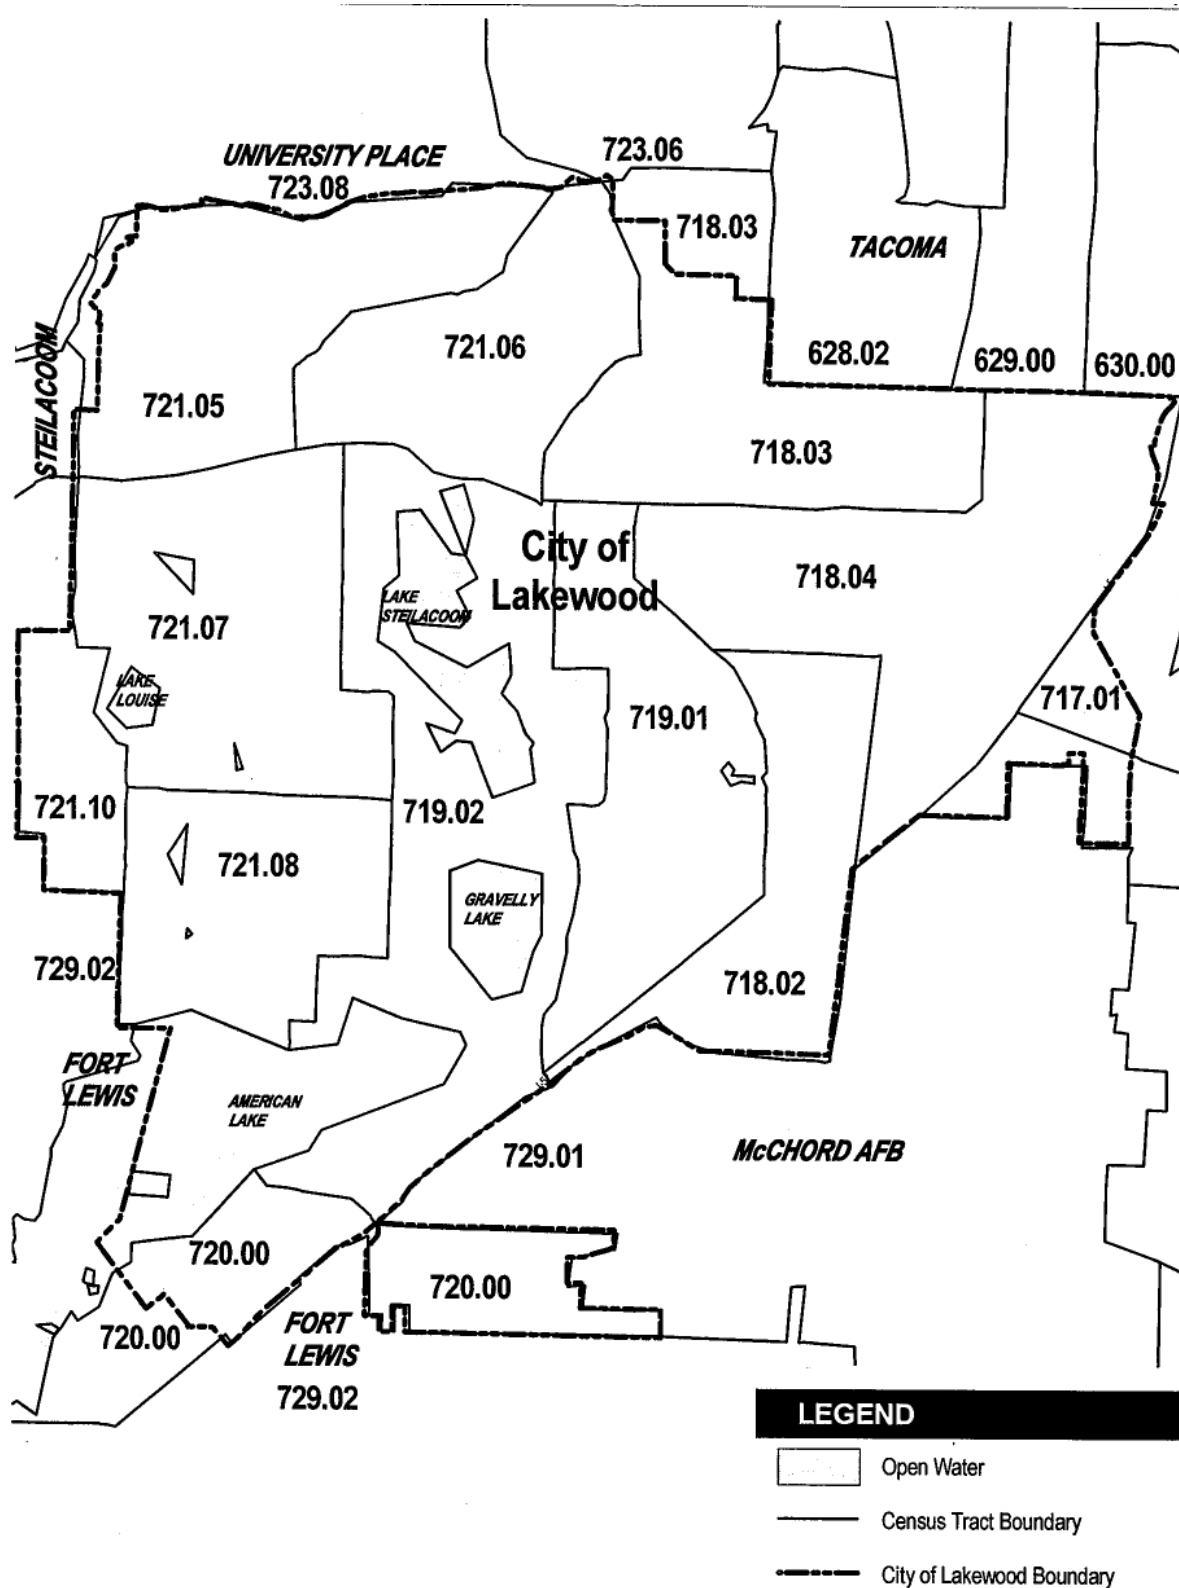 723.06
UNIVERSITY PLACE
723.08
718.03
TACOMA
STEILACOOM
721.06
628.02
629.00
630.00
721.05
718.03
City of
Lakewood
718.04
LAKE
STEILACOOM
721.07
LAKE
LOUISE
719.01
717.01
721.10
719.02
721.08
GRAVELLY
LAKE
729.02
718.02
FORT
LEWIS
AMERICAN
LAKE
729.01
McCHORD AFB
720.00
720.00
720.00
FORT
LEWIS
729.02
LEGEND
Open Water
Census Tract Boundary
City of Lakewood Boundary